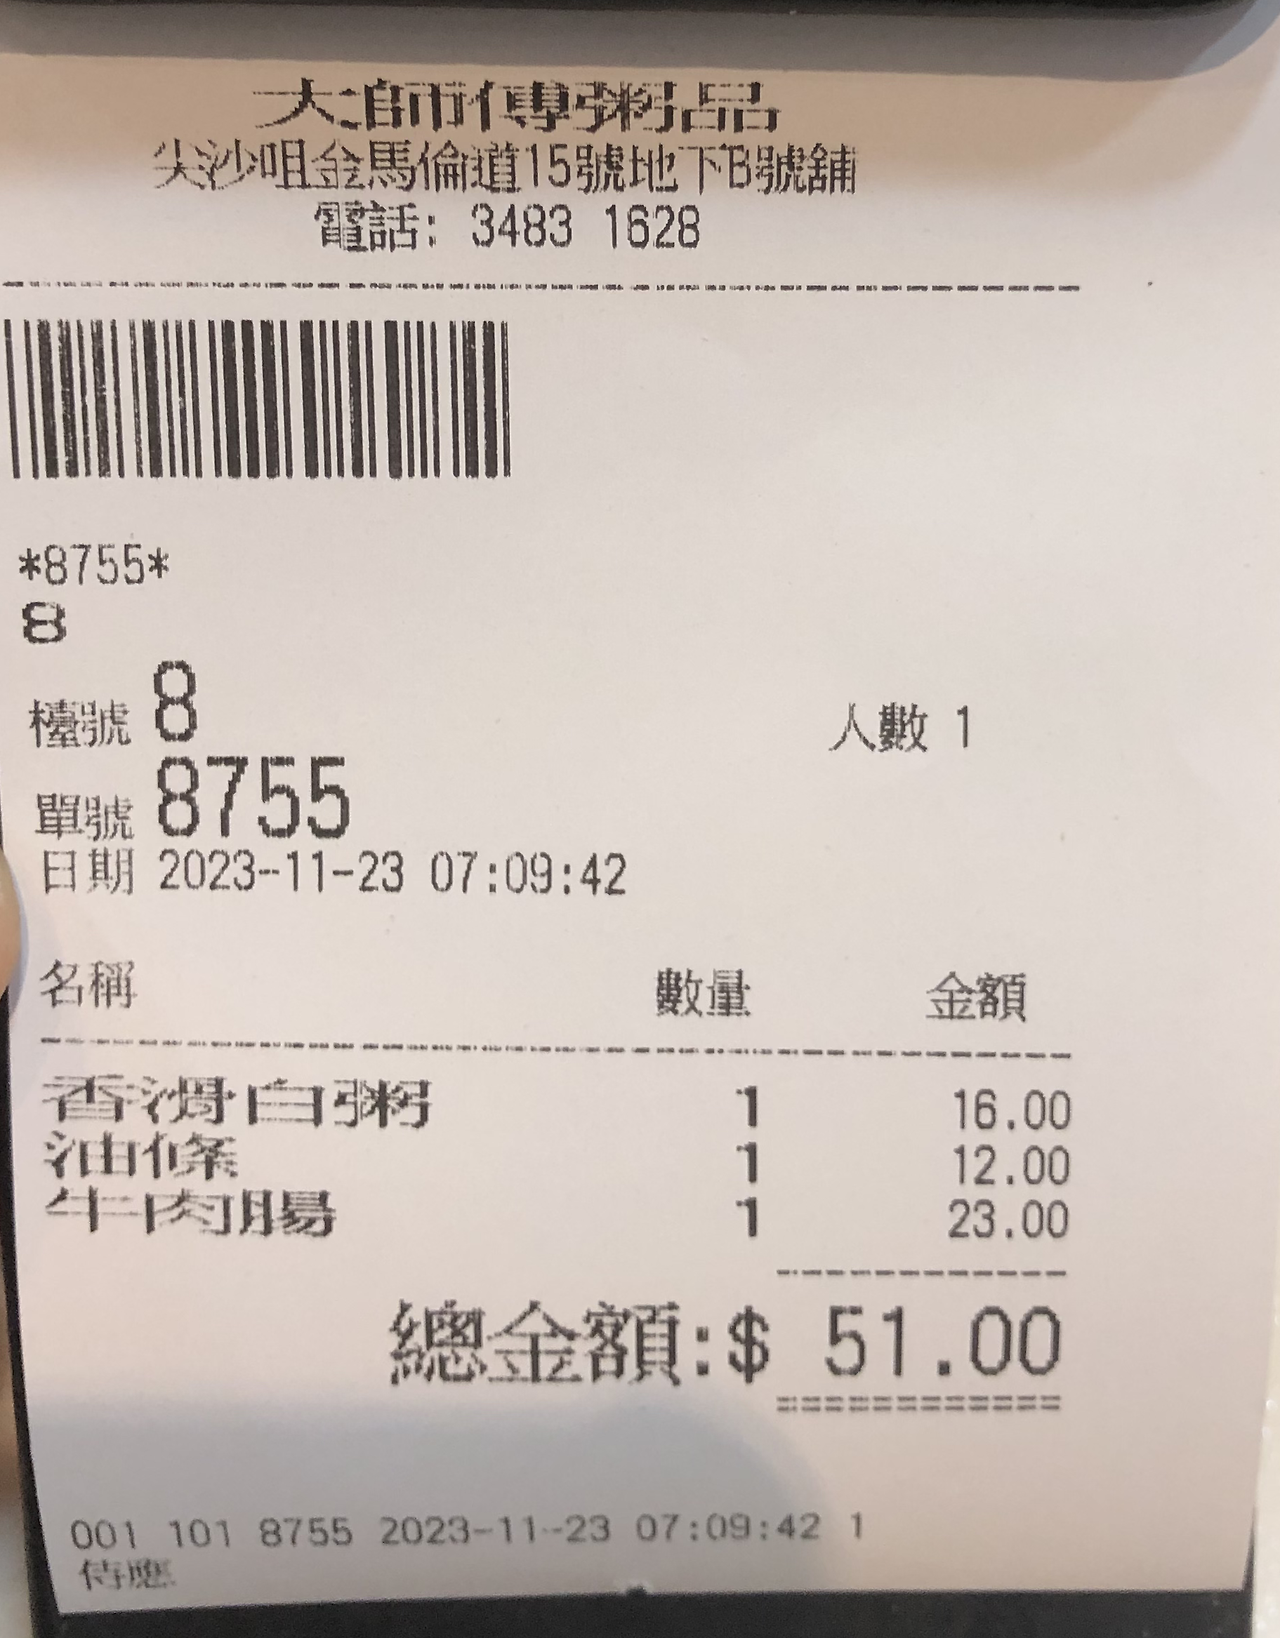 大師傅粥品
尖沙咀金馬倫道15號地下B號舖
電話: 3483 1628
*8755*
8
檯號 8 人數 1
單號 8755
日期 2023-11-23 07:09:42
名稱 數量 金額
香滑白粥 1 16.00
油條 1 12.00
牛肉腸 1 23.00
總金額:$ 51.00
001 101 8755 2023-11-23 07:09:42 1
侍應